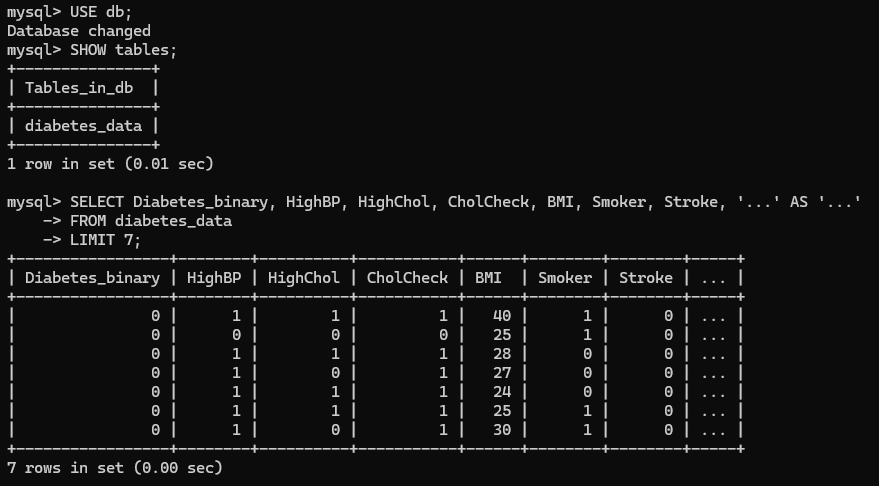 mysql> USE db;
Database changed
mysql> SHOW tables;
+---------------+
| Tables_in_db  |
+---------------+
| diabetes_data |
+---------------+
1 row in set (0.01 sec)

mysql> SELECT Diabetes_binary, HighBP, HighChol, CholCheck, BMI, Smoker, Stroke, '...' AS '...'
    -> FROM diabetes_data
    -> LIMIT 7;
+-----------------+--------+----------+-----------+------+--------+--------+-----+
| Diabetes_binary | HighBP | HighChol | CholCheck | BMI  | Smoker | Stroke | ... |
+-----------------+--------+----------+-----------+------+--------+--------+-----+
|               0 |      1 |        1 |         1 |   40 |      1 |      0 | ... |
|               0 |      0 |        0 |         0 |   25 |      1 |      0 | ... |
|               0 |      1 |        1 |         1 |   28 |      0 |      0 | ... |
|               0 |      1 |        0 |         1 |   27 |      0 |      0 | ... |
|               0 |      1 |        1 |         1 |   24 |      0 |      0 | ... |
|               0 |      1 |        1 |         1 |   25 |      1 |      0 | ... |
|               0 |      1 |        0 |         1 |   30 |      1 |      0 | ... |
+-----------------+--------+----------+-----------+------+--------+--------+-----+
7 rows in set (0.00 sec)